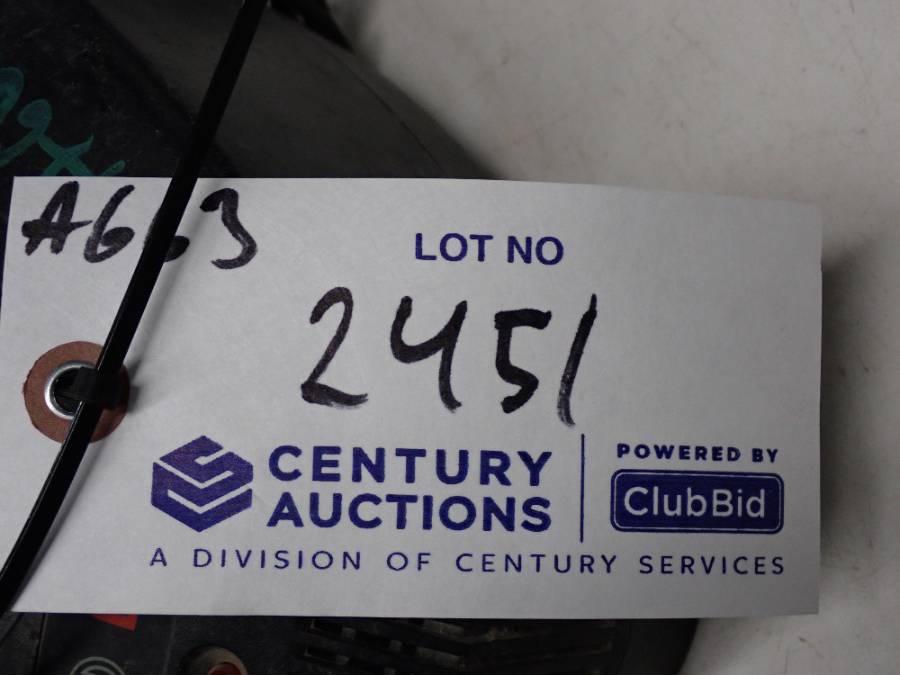 LOT NO
2451
CENTURY
AUCTIONS
POWERED BY
ClubBid
A DIVISION OF CENTURY SERVICES